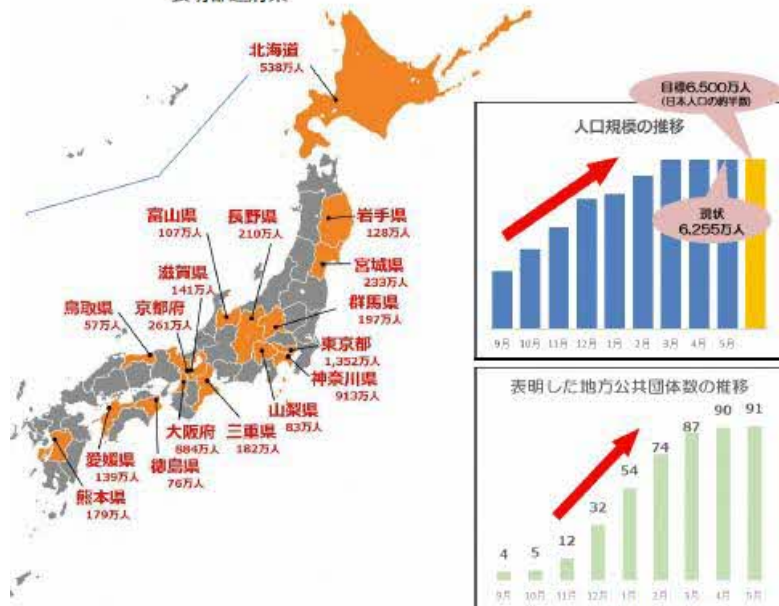 北海道
538万人
富山県
107万人
長野県
210万人
岩手県
128万人
滋賀県
141万人
宮城県
233万人
鳥取県
57万人
京都府
261万人
群馬県
197万人
東京都
1,352万人
神奈川県
913万人
山梨県
83万人
大阪府
884万人
三重県
182万人
愛媛県
139万人
徳島県
76万人
熊本県
179万人
目標6,500万人
(日本人口の約半数)
人口規模の推移
現状
6,255万人
9月 10月 11月 12月 1月 2月 3月 4月 5月
表明した地方公共団体数の推移
4 5 12 32 54 74 87 90 91
9月 10月 11月 12月 1月 2月 3月 4月 5月